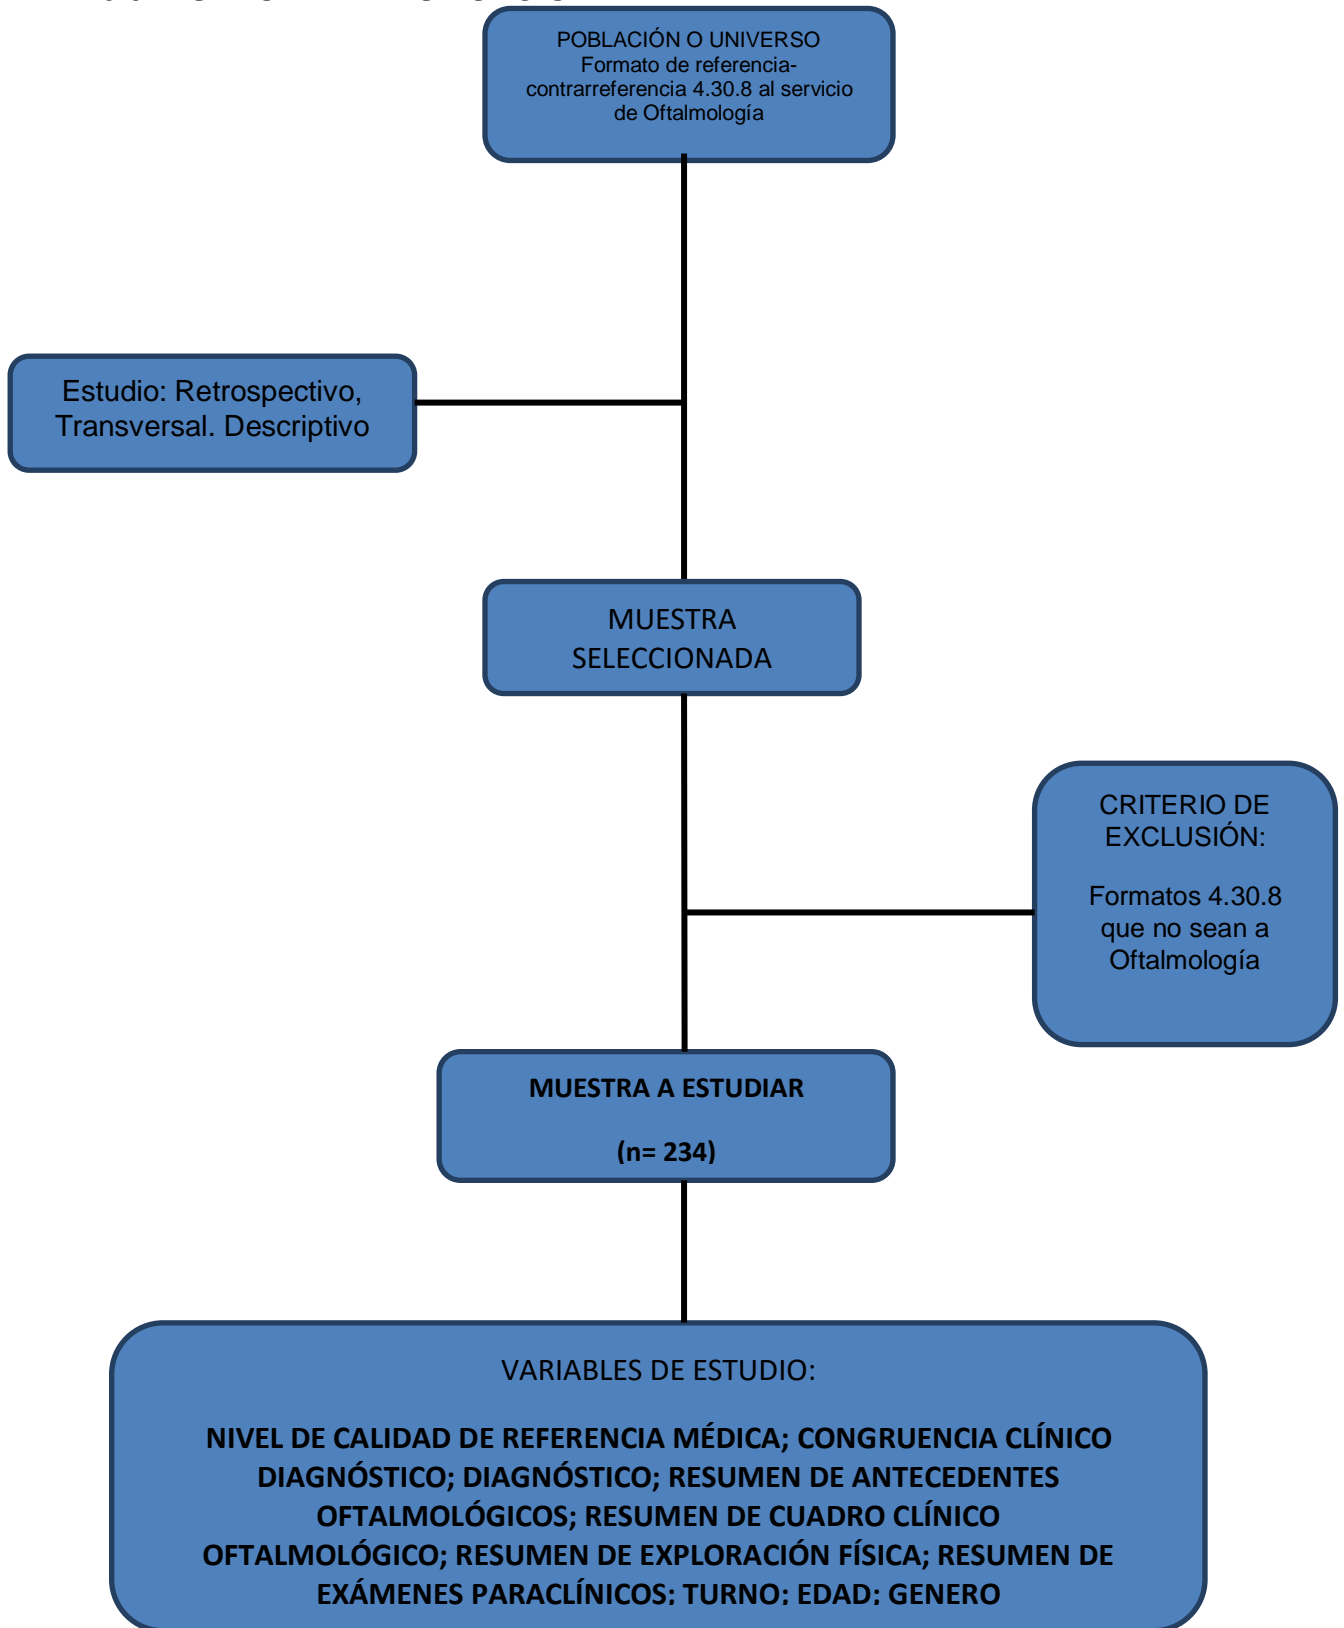 POBLACIÓN O UNIVERSO
Formato de referencia-
contrarreferencia 4.30.8 al servicio
de Oftalmología
Estudio: Retrospectivo,
Transversal. Descriptivo
MUESTRA
SELECCIONADA
CRITERIO DE
EXCLUSIÓN:
Formatos 4.30.8
que no sean a
Oftalmología
MUESTRA A ESTUDIAR
(n= 234)
VARIABLES DE ESTUDIO:
NIVEL DE CALIDAD DE REFERENCIA MÉDICA; CONGRUENCIA CLÍNICO
DIAGNÓSTICO; DIAGNÓSTICO; RESUMEN DE ANTECEDENTES
OFTALMOLÓGICOS; RESUMEN DE CUADRO CLÍNICO
OFTALMOLÓGICO; RESUMEN DE EXPLORACIÓN FÍSICA; RESUMEN DE
EXÁMENES PARACLÍNICOS; TURNO; EDAD; GENERO